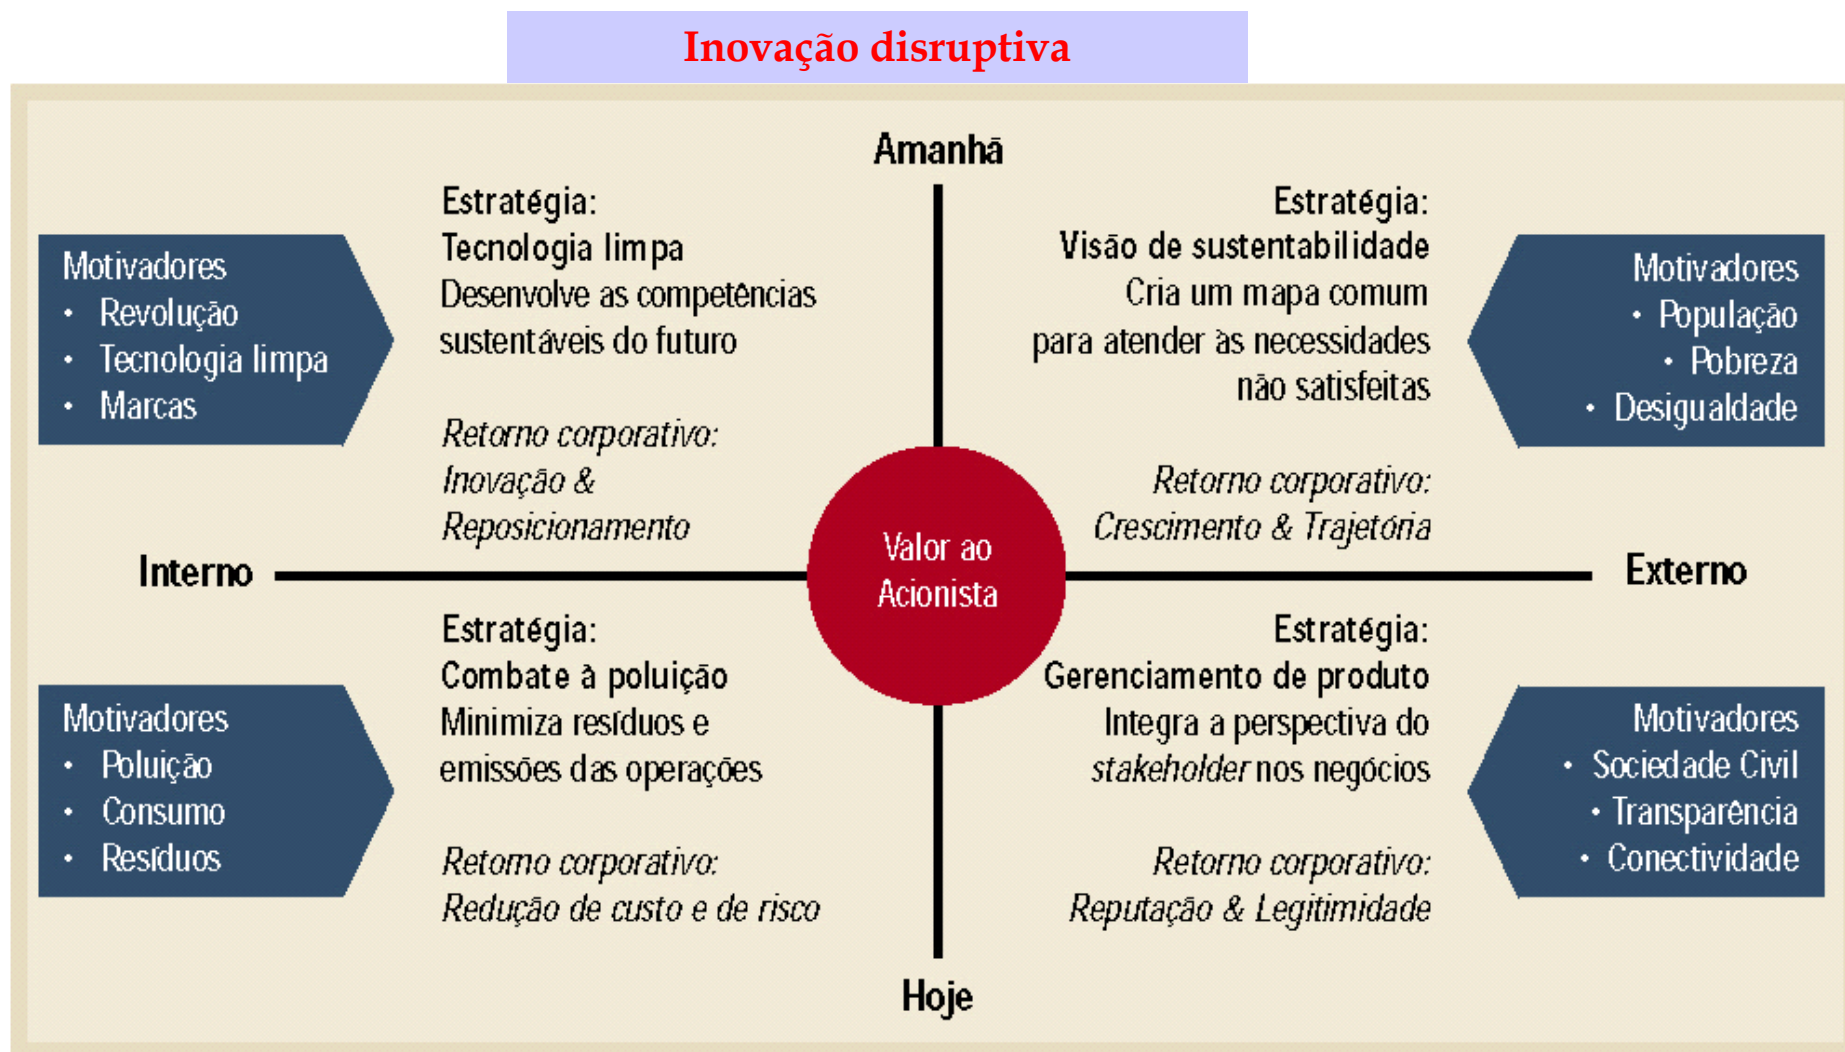 Inovação disruptiva
Amanhã
Motivadores
• Revolução
• Tecnologia limpa
• Marcas
Estratégia:
Tecnologia limpa
Desenvolve as competências
sustentáveis do futuro
Retorno corporativo:
Inovação &
Reposicionamento
Estratégia:
Visão de sustentabilidade
Cria um mapa comum
para atender às necessidades
não satisfeitas
Retorno corporativo:
Crescimento & Trajetória
Motivadores
• População
• Pobreza
• Desigualdade
Interno
Valor ao
Acionista
Externo
Motivadores
• Poluição
• Consumo
• Resíduos
Estratégia:
Combate à poluição
Minimiza resíduos e
emissões das operações
Retorno corporativo:
Redução de custo e de risco
Estratégia:
Gerenciamento de produto
Integra a perspectiva do
stakeholder nos negócios
Retorno corporativo:
Reputação & Legitimidade
Motivadores
• Sociedade Civil
• Transparência
• Conectividade
Hoje